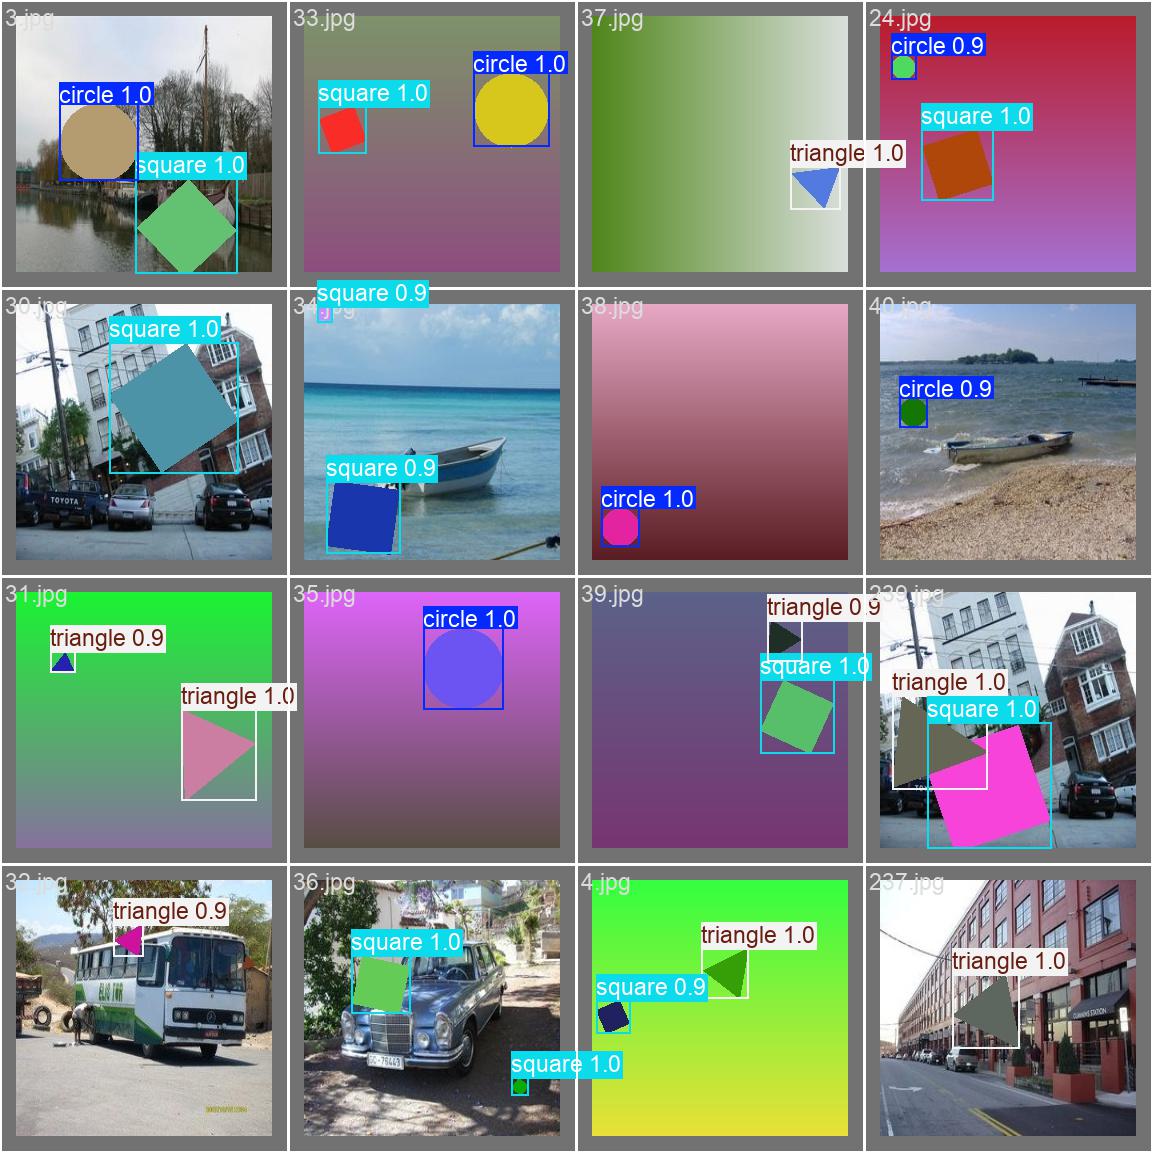 3.jpg
circle 1.0
square 1.0
33.jpg
square 1.0
circle 1.0
37.jpg
triangle 1.0
24.jpg
circle 0.9
square 1.0
30.jpg
square 1.0
TOYOTA
34.jpg
square 0.9
square 0.9
38.jpg
circle 1.0
40.jpg
circle 0.9
31.jpg
triangle 0.9
triangle 1.0
35.jpg
circle 1.0
39.jpg
triangle 0.9
square 1.0
239.jpg
triangle 1.0
square 1.0
32.jpg
triangle 0.9
36.jpg
square 1.0
square 1.0
4.jpg
triangle 1.0
square 0.9
237.jpg
triangle 1.0
CUMMINS STATION